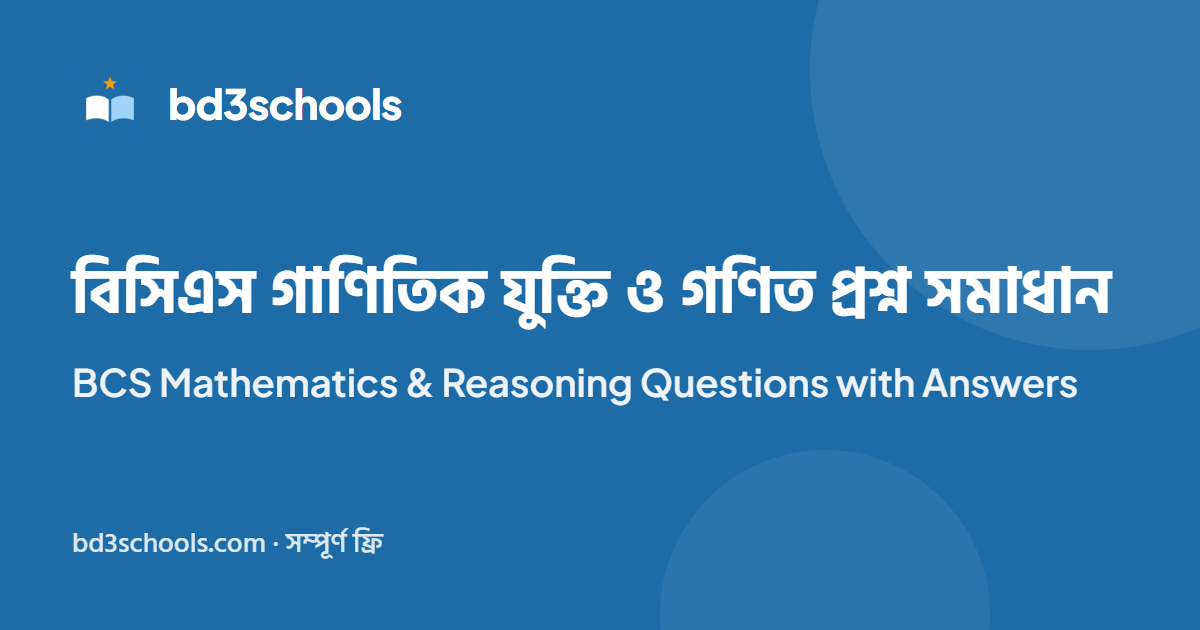 bd3schools
বিসিএস গাণিতিক যুক্তি ও গণিত প্রশ্ন সমাধান
BCS Mathematics & Reasoning Questions with Answers
bd3schools.com · সম্পূর্ণ ফ্রি